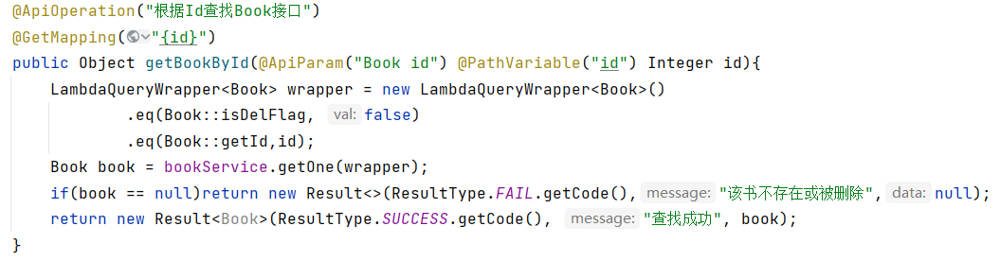 @ApiOperation("根据Id查找Book接口")
@GetMapping("{id}")
public Object getBookById(@ApiParam("Book id") @PathVariable("id") Integer id){
    LambdaQueryWrapper<Book> wrapper = new LambdaQueryWrapper<Book>()
            .eq(Book::isDelFlag, val: false)
            .eq(Book::getId,id);
    Book book = bookService.getOne(wrapper);
    if(book == null)return new Result<>(ResultType.FAIL.getCode(), message: "该书不存在或被删除", data: null);
    return new Result<Book>(ResultType.SUCCESS.getCode(), message: "查找成功", book);
}